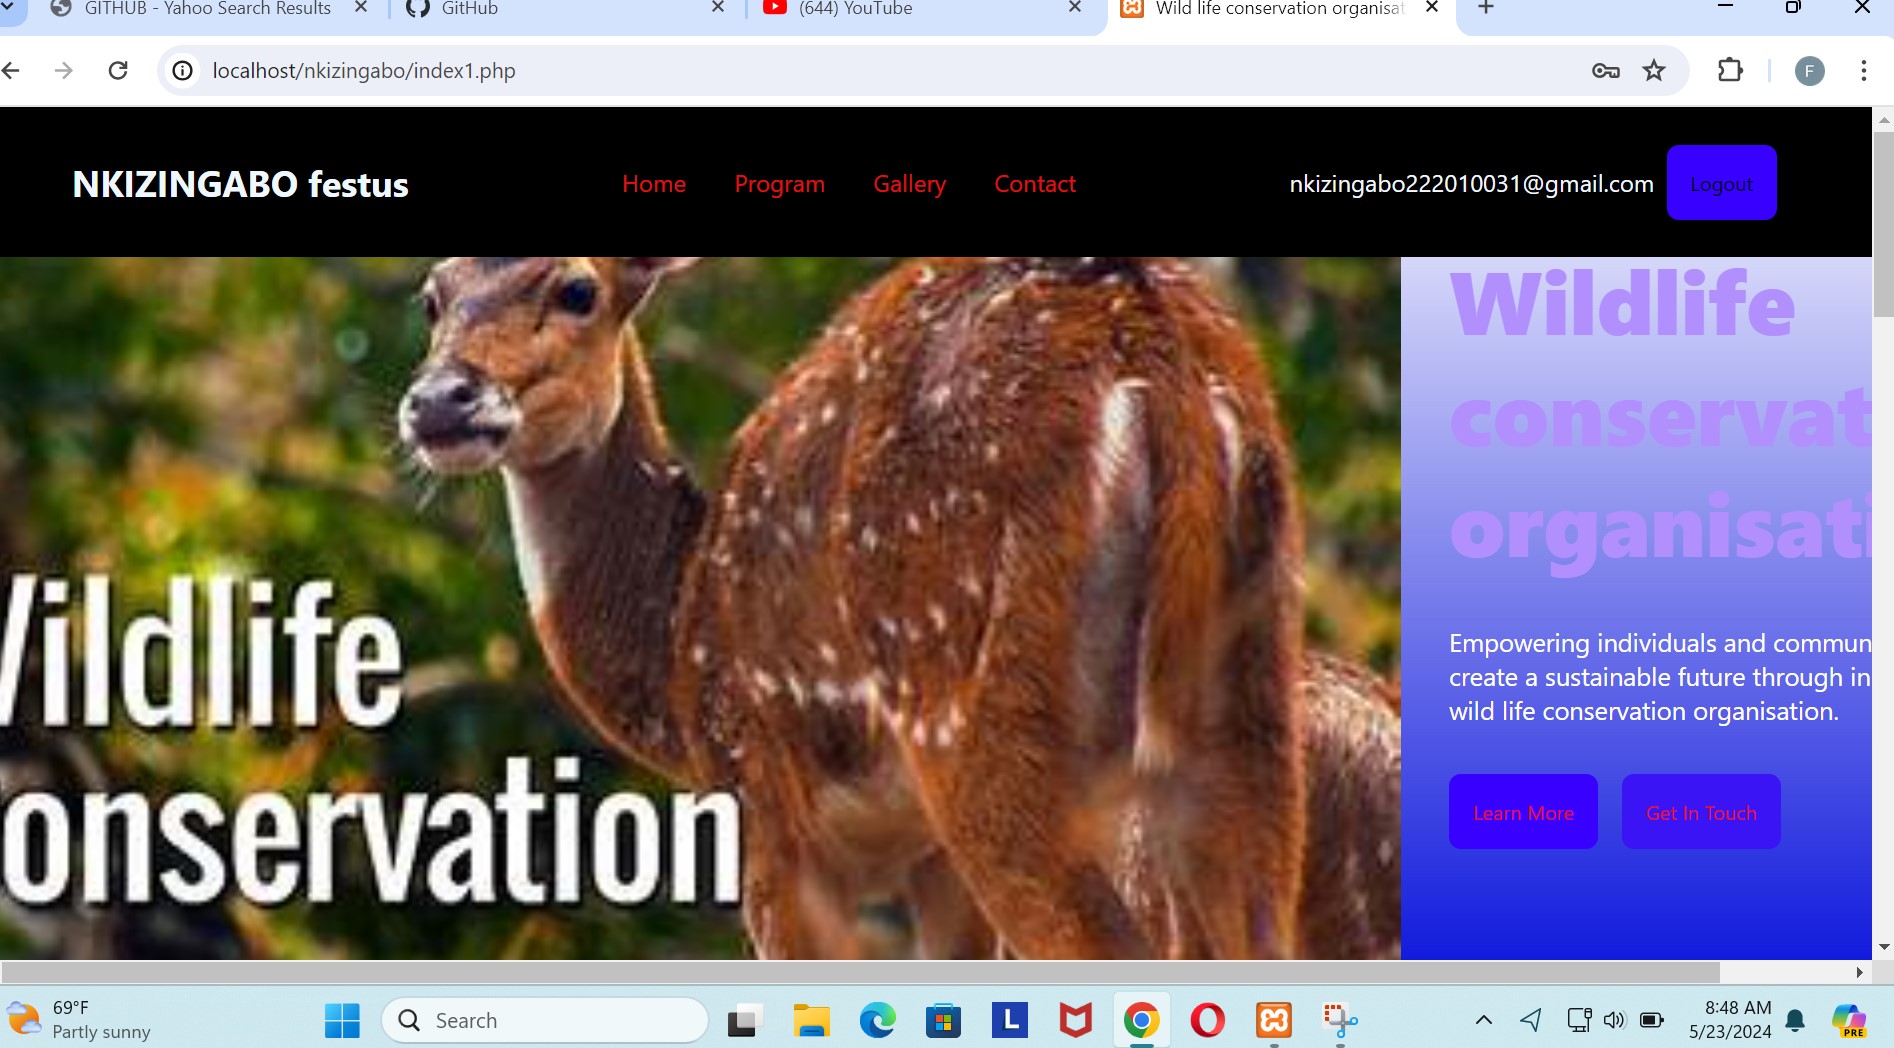 GITHUB - Yahoo Search Results
GitHub
(644) YouTube
Wild life conservation organisat
localhost/nkizingabo/index1.php
F
NKIZINGABO festus
Home
Program
Gallery
Contact
nkizingabo222010031@gmail.com
Logout
ildlife
onservation
Wildlife
conservat
organisati
Empowering individuals and commun
create a sustainable future through in
wild life conservation organisation.
Learn More
Get In Touch
69°F
Partly sunny
Search
L
PRE
8:48 AM
5/23/2024